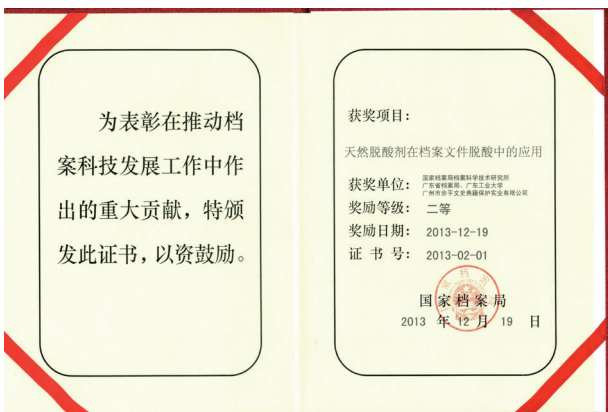 为表彰在推动档
案科技发展工作中作
出的重大贡献，特颁
发此证书，以资鼓励。
获奖项目：
天然脱酸剂在档案文件脱酸中的应用
获奖单位：
国家档案局档案科学技术研究所
广东省档案局、广东工业大学
广州市余平文史典籍保护实业有限公司
奖励等级：二等
奖励日期：2013-12-19
证书号：2013-02-01
国家档案局
2013 年 12 月 19 日